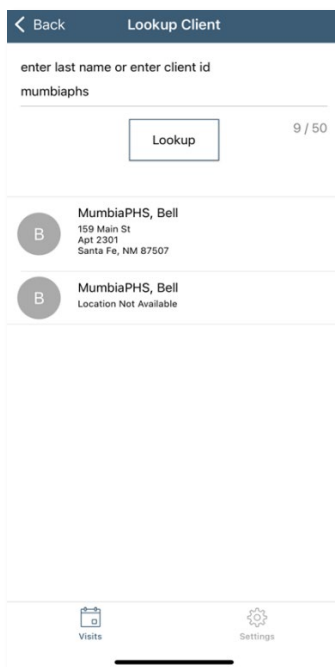 Back
Lookup Client
enter last name or enter client id
mumbiaphs
9 / 50
Lookup
B
MumbiaPHS, Bell
159 Main St
Apt 2301
Santa Fe, NM 87507
B
MumbiaPHS, Bell
Location Not Available
Visits
Settings